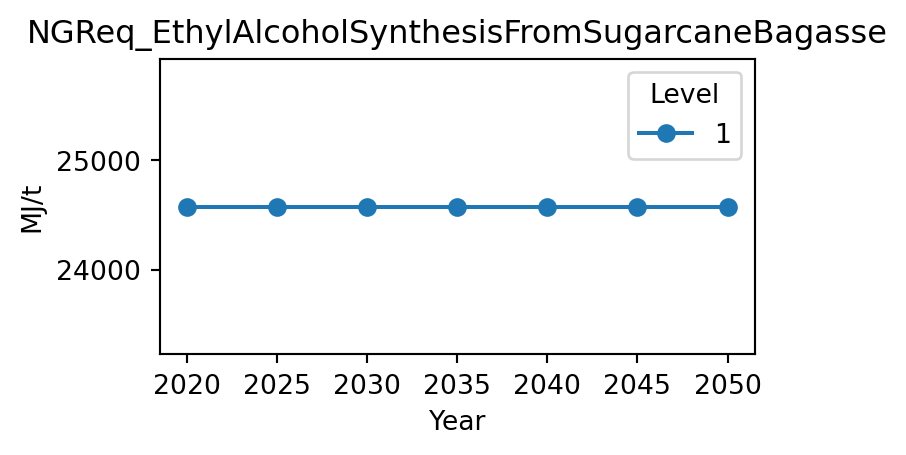 NGReq_EthylAlcoholSynthesisFromSugarcaneBagasse
Level
1
MJ/t
25000
24000
2020 2025 2030 2035 2040 2045 2050
Year